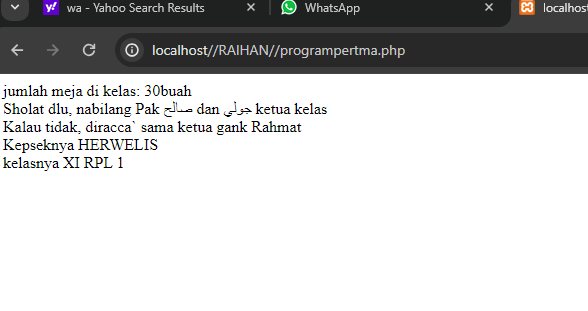 wa - Yahoo Search Results
WhatsApp
localhost
localhost//RAIHAN//programpertma.php
jumlah meja di kelas: 30buah
Sholat dlu, nabilang Pak صالح dan جولي ketua kelas
Kalau tidak, diracca` sama ketua gank Rahmat
Kepseknya HERWELIS
kelasnya XI RPL 1